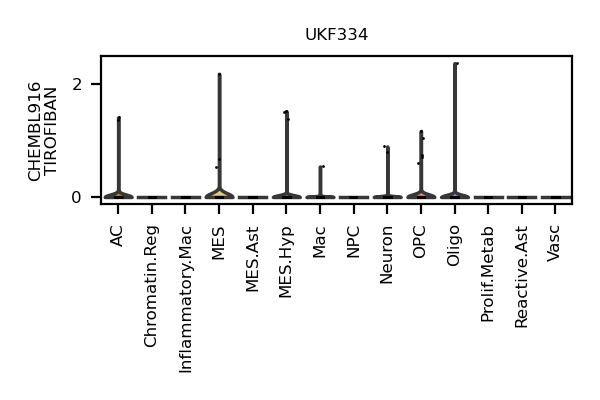 UKF334
CHEMBL916
TIROFIBAN
2
0
AC
Chromatin.Reg
Inflammatory.Mac
MES
MES.Ast
MES.Hyp
Mac
NPC
Neuron
OPC
Oligo
Prolif.Metab
Reactive.Ast
Vasc